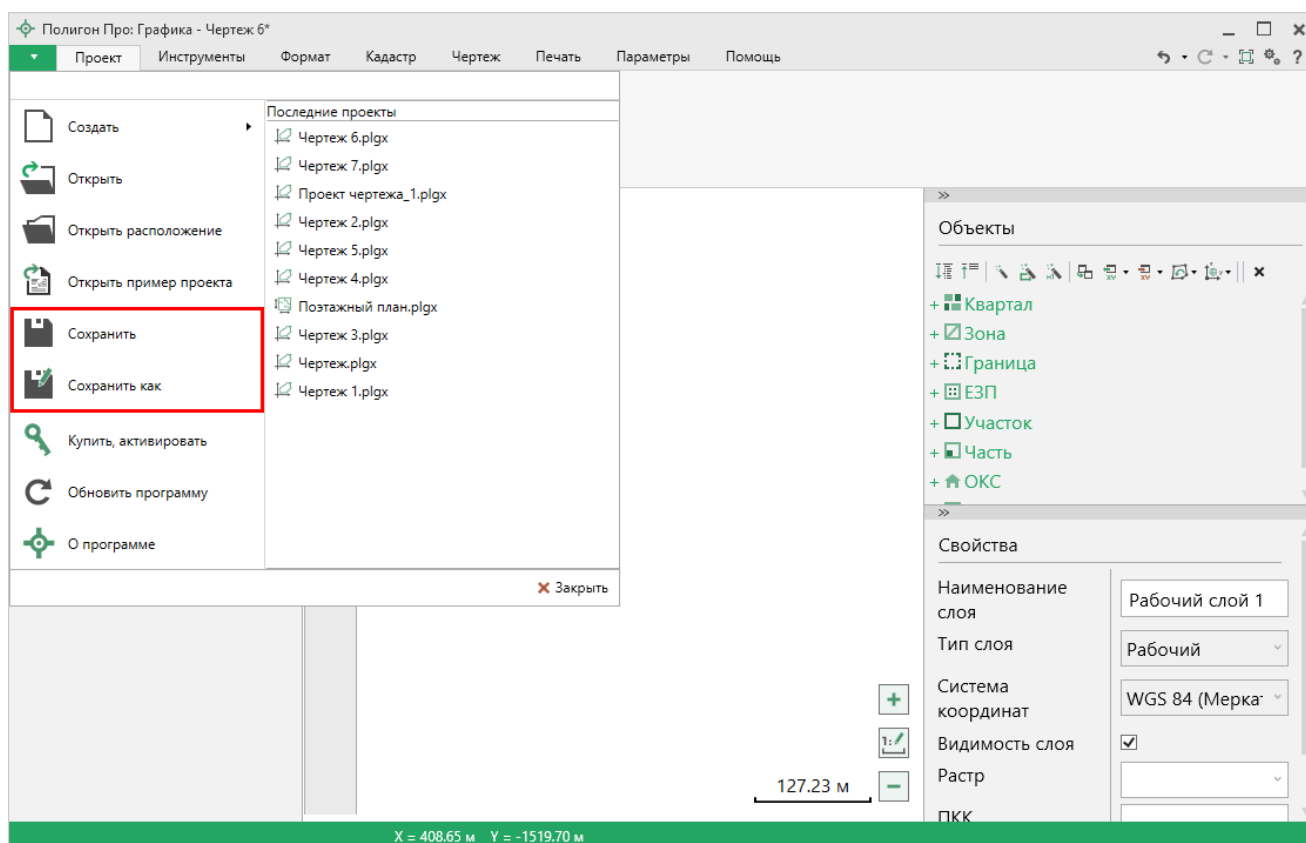 Полигон Про: Графика - Чертеж 6*
Проект Инструменты Формат Кадастр Чертеж Печать Параметры Помощь
Последние проекты
Создать
Открыть
Открыть расположение
Открыть пример проекта
Сохранить
Сохранить как
Купить, активировать
Обновить программу
О программе
Чертеж 6.plgx
Чертеж 7.plgx
Проект чертежа_1.plgx
Чертеж 2.plgx
Чертеж 5.plgx
Чертеж 4.plgx
Поэтажный план.plgx
Чертеж 3.plgx
Чертеж.plgx
Чертеж 1.plgx
Закрыть
Объекты
+ Квартал
+ Зона
+ Граница
+ ЕЗП
+ Участок
+ Часть
+ ОКС
Свойства
Наименование
слоя
Рабочий слой 1
Тип слоя
Рабочий
Система
координат
WGS 84 (Мерка
Видимость слоя
Растр
ПКК
1:
127.23 м
X = 408.65 м Y = -1519.70 м